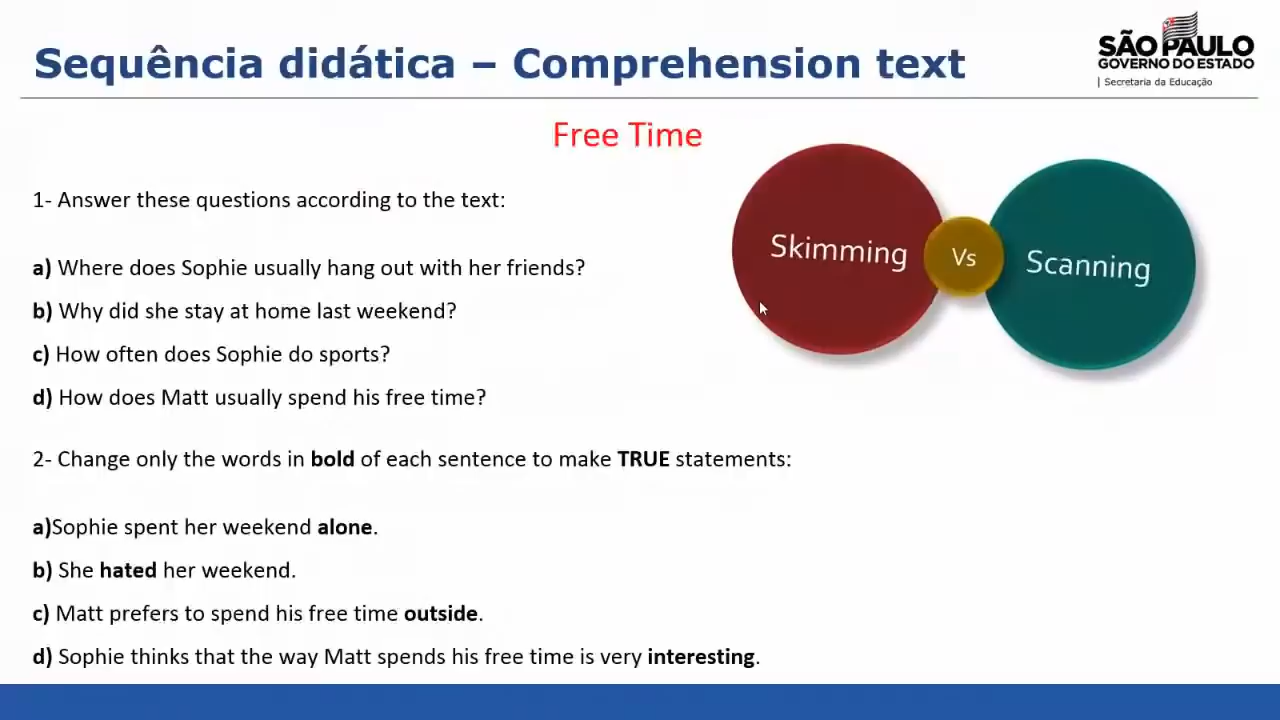 Sequência didática – Comprehension text
SÃO PAULO
GOVERNO DO ESTADO
| Secretaria da Educação
Free Time
1- Answer these questions according to the text:
a) Where does Sophie usually hang out with her friends?
b) Why did she stay at home last weekend?
c) How often does Sophie do sports?
d) How does Matt usually spend his free time?
Skimming
Vs
Scanning
2- Change only the words in bold of each sentence to make TRUE statements:
a)Sophie spent her weekend alone.
b) She hated her weekend.
c) Matt prefers to spend his free time outside.
d) Sophie thinks that the way Matt spends his free time is very interesting.